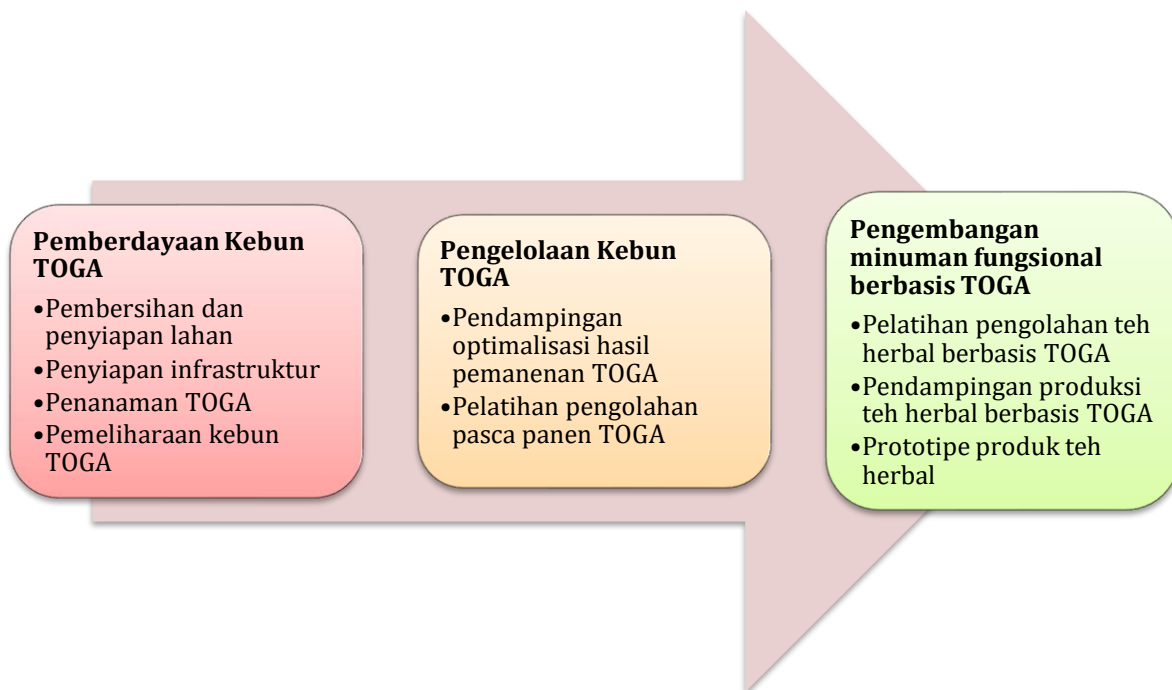 Pemberdayaan Kebun
TOGA
•Pembersihan dan
penyiapan lahan
•Penyiapan infrastruktur
•Penanaman TOGA
•Pemeliharaan kebun
TOGA
Pengelolaan Kebun
TOGA
•Pendampingan
optimalisasi hasil
pemanenan TOGA
•Pelatihan pengolahan
pasca panen TOGA
Pengembangan
minuman fungsional
berbasis TOGA
•Pelatihan pengolahan teh
herbal berbasis TOGA
•Pendampingan produksi
teh herbal berbasis TOGA
•Prototipe produk teh
herbal